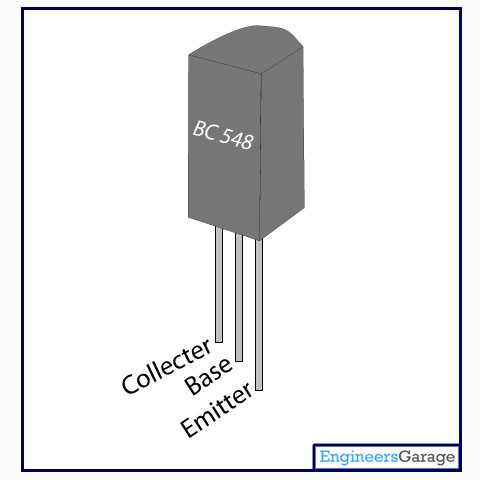 BC 548
Collecter
Base
Emitter
EngineersGarage